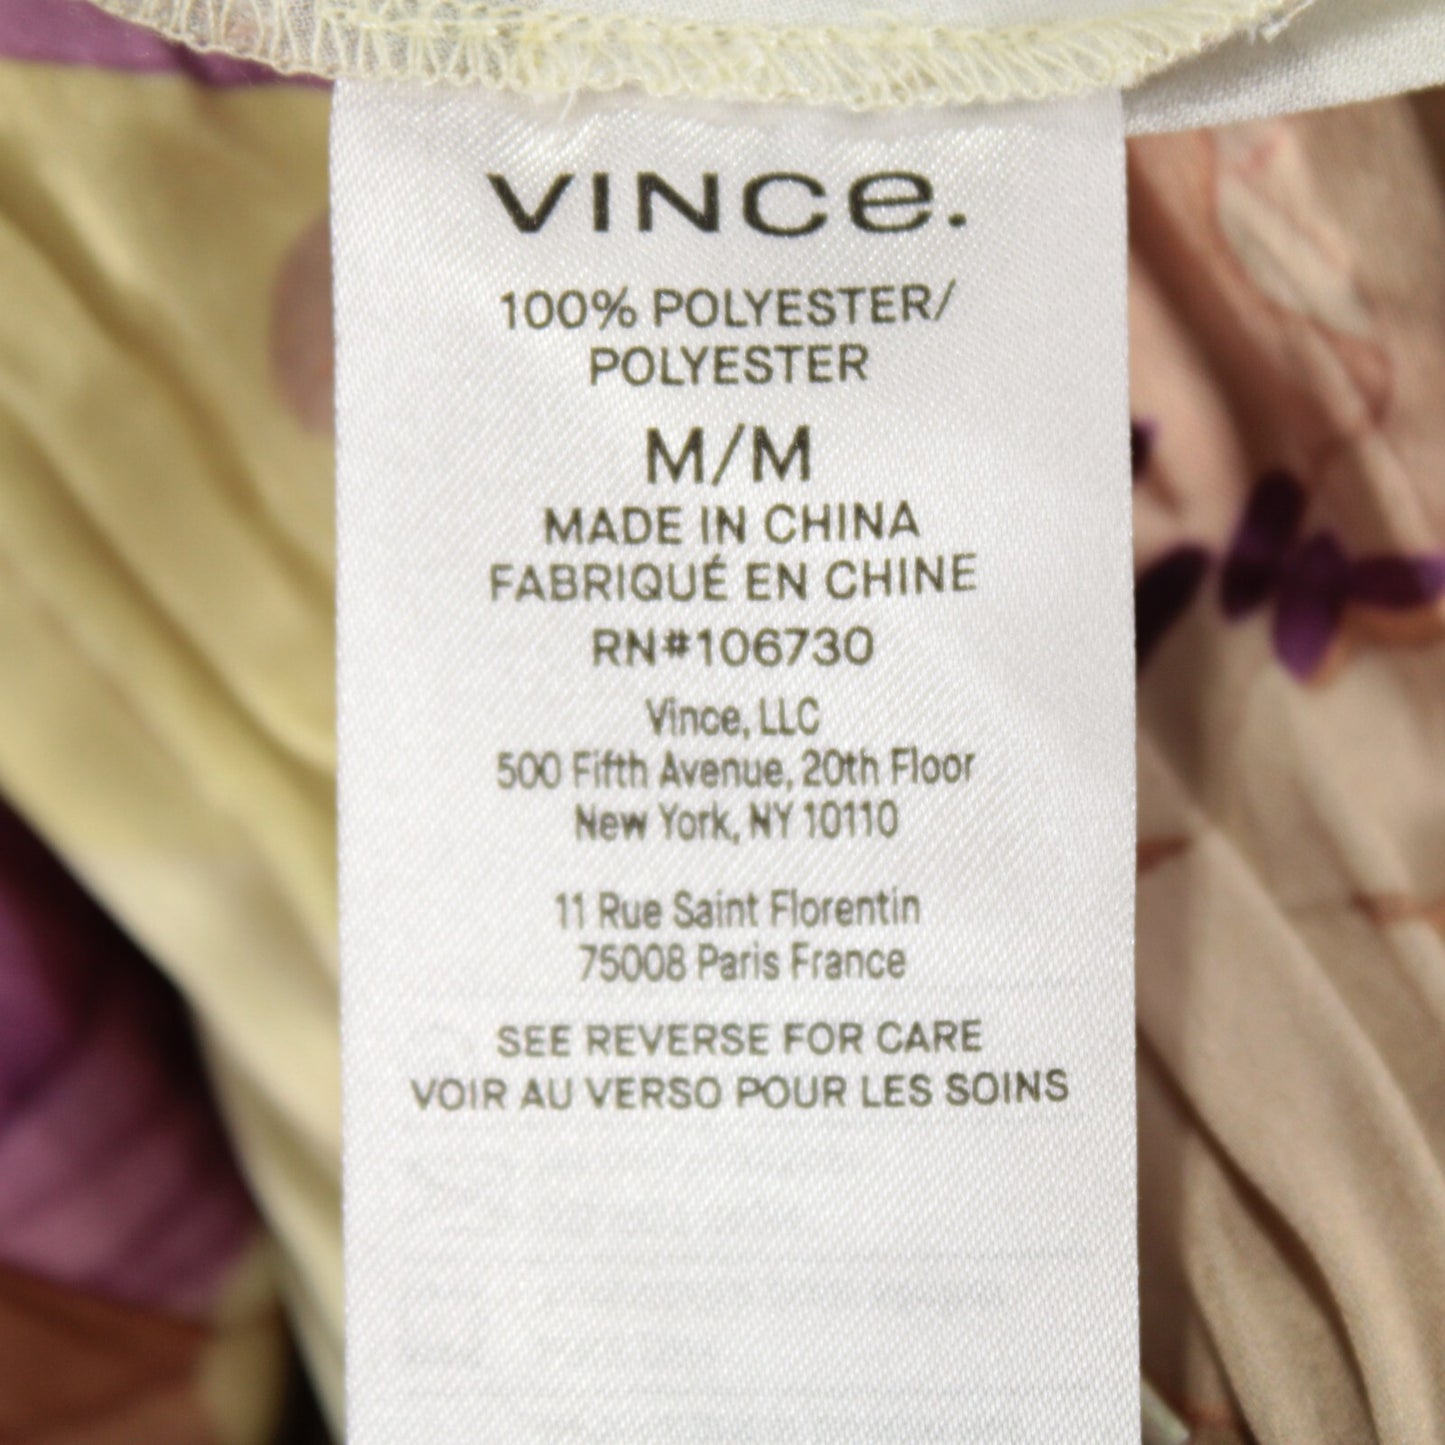 VINCe.
100% POLYESTER/
POLYESTER
M/M
MADE IN CHINA
FABRIQUÉ EN CHINE
RN#106730
Vince, LLC
500 Fifth Avenue, 20th Floor
New York, NY 10110
11 Rue Saint Florentin
75008 Paris France
SEE REVERSE FOR CARE
VOIR AU VERSO POUR LES SOINS